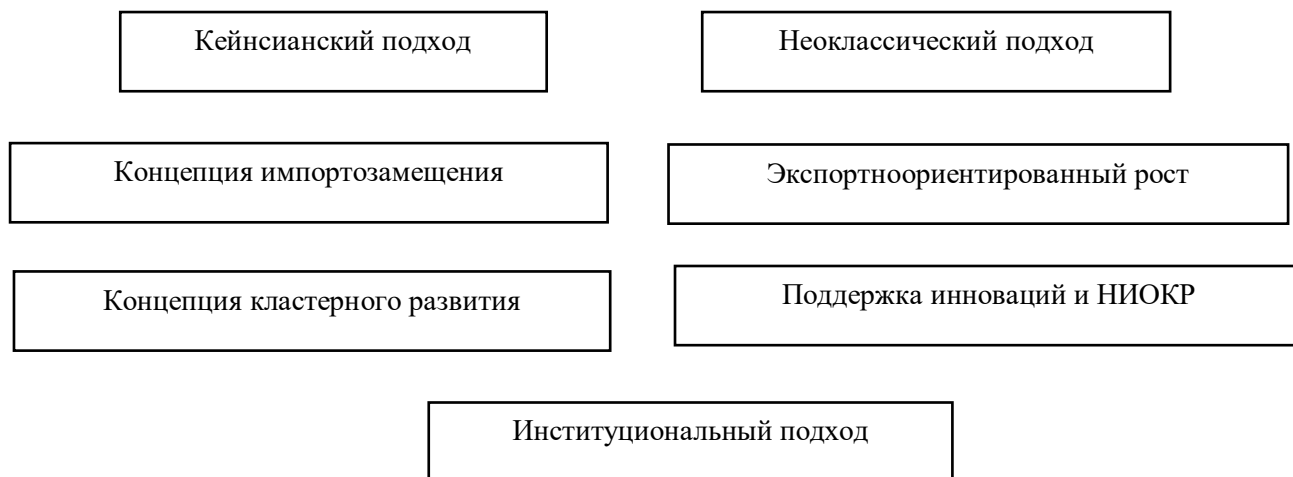 Кейнсианский подход
Неоклассический подход
Концепция импортозамещения
Экспортноориентированный рост
Концепция кластерного развития
Поддержка инноваций и НИОКР
Институциональный подход